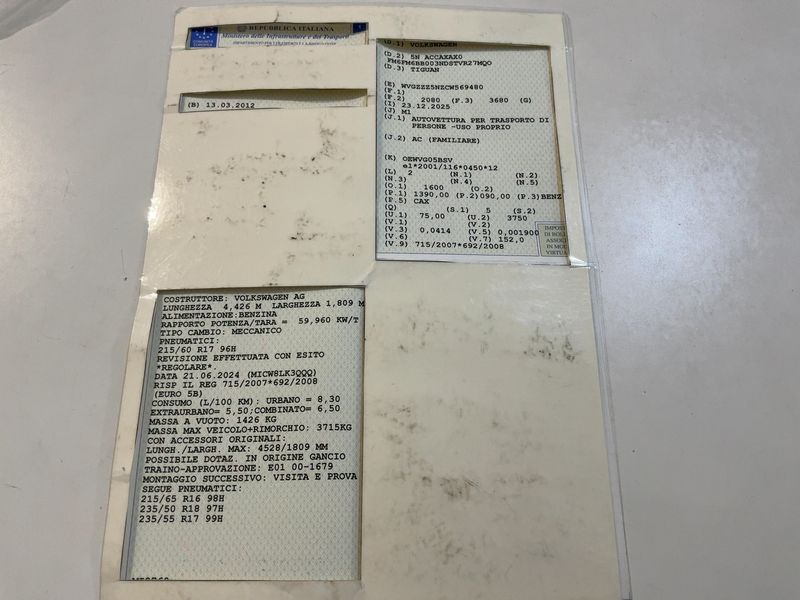 REPUBBLICA ITALIANA
Ministero delle Infrastrutture e dei Trasporti
COMUNITÀ
EUROPEA
(B) 13.03.2012
(D.1) VOLKSWAGEN
(D.2) 5N ACCAXAX0
FM6FM6BB003NDSTVR27MQO
(D.3) TIGUAN
(E) WVGZZZ5NZCW569480
(F.1)
(F.2) 2080 (F.3) 3680 (G)
(I) 23.12.2025
(J) M1
(J.1) AUTOVETTURA PER TRASPORTO DI
PERSONE -USO PROPRIO
(J.2) AC (FAMILIARE)
(K) OEWVG05BSV
e1*2001/116*0450*12
(L) 2 (N.1) (N.2)
(N.3) (N.4) (N.5)
(O.1) 1600 (O.2)
(P.1) 1390,00 (P.2)090,00 (P.3)BENZ
(P.5) CAX
(Q) (S.1) 5 (S.2)
(U.1) 75,00 (U.2) 3750
(V.1) (V.2)
(V.3) 0,0414 (V.5) 0,001900
(V.6) (V.7) 152,0
(V.9) 715/2007*692/2008
IMPOST
DI BOLL
ASSOL
IN MOD
VIRTUA
COSTRUTTORE: VOLKSWAGEN AG
LUNGHEZZA 4,426 M LARGHEZZA 1,809 M
ALIMENTAZIONE:BENZINA
RAPPORTO POTENZA/TARA = 59,960 KW/T
TIPO CAMBIO: MECCANICO
PNEUMATICI:
215/60 R17 96H
REVISIONE EFFETTUATA CON ESITO
*REGOLARE*.
DATA 21.06.2024 (MICW8LK3QQQ)
RISP IL REG 715/2007*692/2008
(EURO 5B)
CONSUMO (L/100 KM): URBANO = 8,30
EXTRAURBANO= 5,50;COMBINATO= 6,50
MASSA A VUOTO: 1426 KG
MASSA MAX VEICOLO+RIMORCHIO: 3715KG
CON ACCESSORI ORIGINALI:
LUNGH./LARGH. MAX: 4528/1809 MM
POSSIBILE DOTAZ. IN ORIGINE GANCIO
TRAINO-APPROVAZIONE: E01 00-1679
MONTAGGIO SUCCESSIVO: VISITA E PROVA
SEGUE PNEUMATICI:
215/65 R16 98H
235/50 R18 97H
235/55 R17 99H